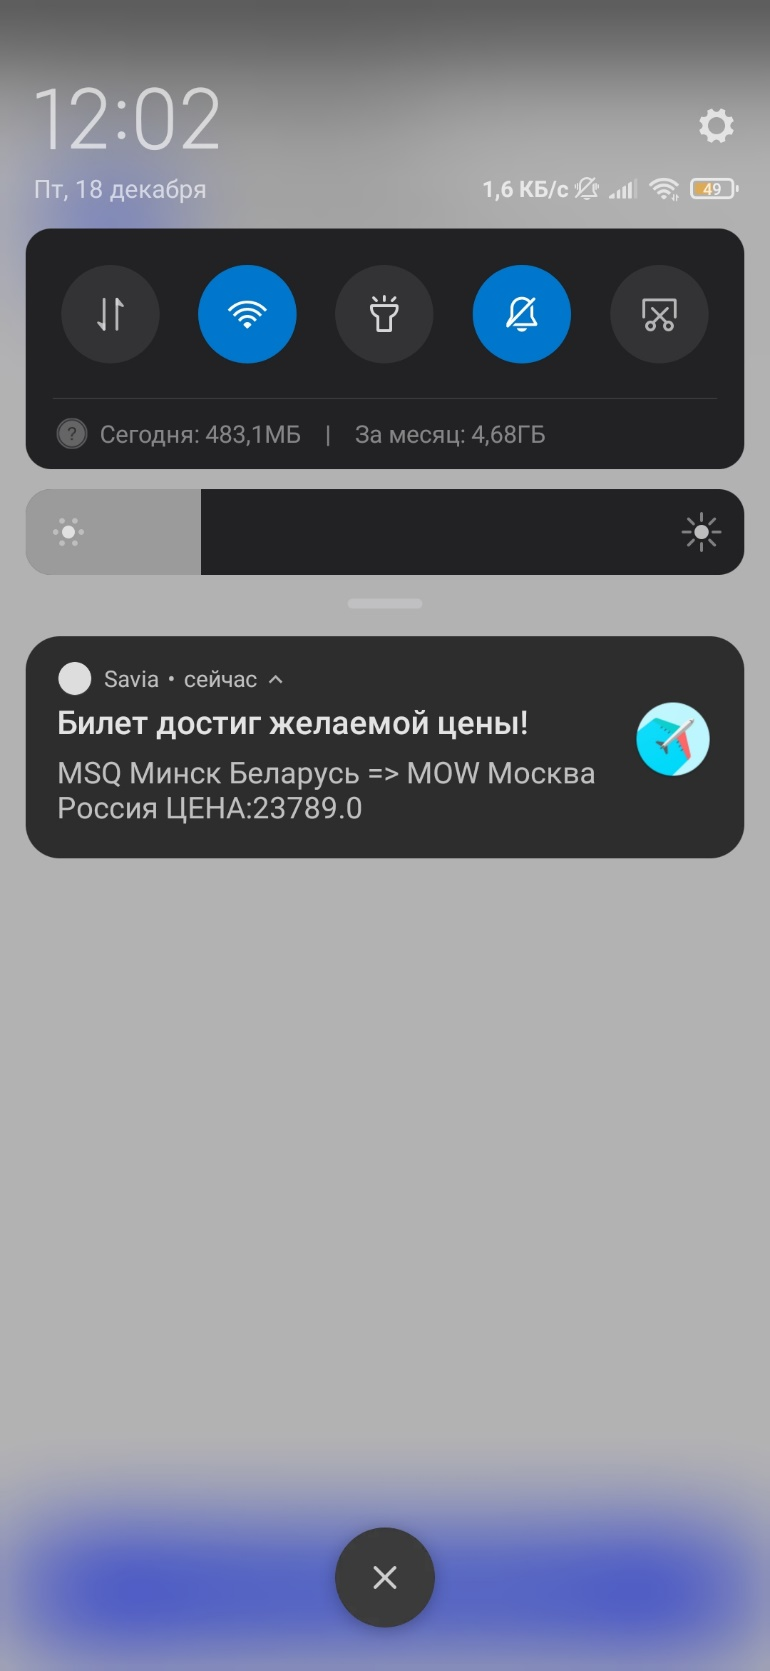 12:02
Пт, 18 декабря
1,6 КБ/с 49
? Сегодня: 483,1МБ | За месяц: 4,68ГБ
Savia • сейчас
Билет достиг желаемой цены!
MSQ Минск Беларусь => MOW Москва
Россия ЦЕНА:23789.0